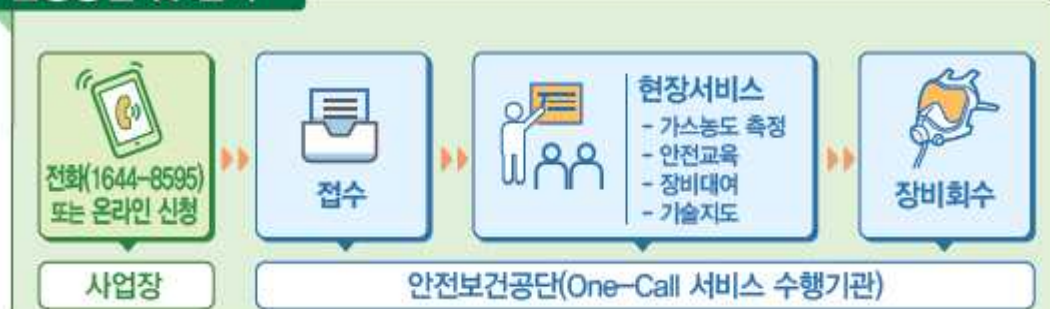 전화(1644-8595)
또는 온라인 신청
접수
현장서비스
- 가스농도 측정
- 안전교육
- 장비대여
- 기술지도
장비회수
사업장
안전보건공단(One-Call 서비스 수행기관)